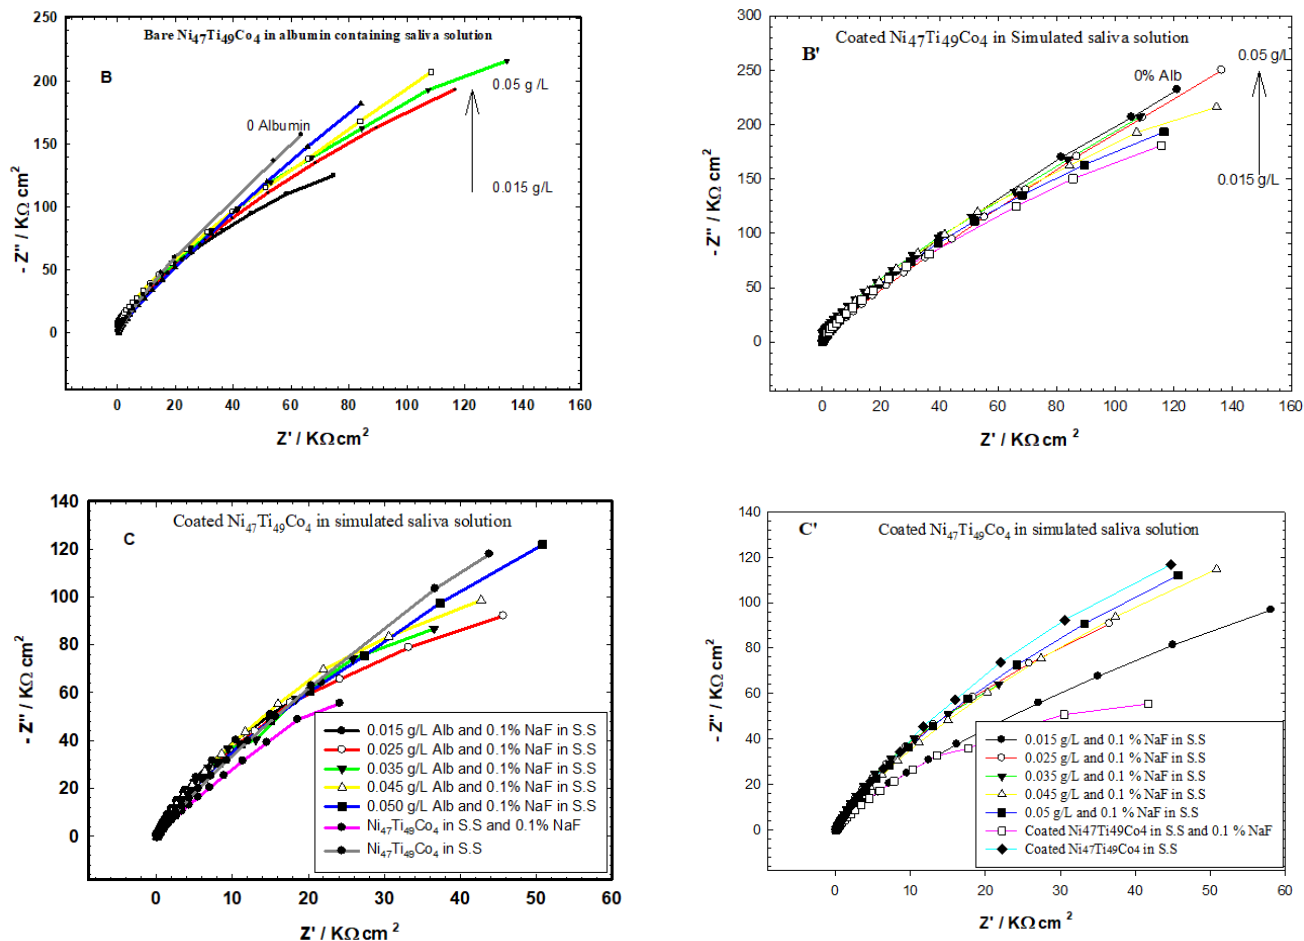 Bare Ni47Ti49Co4 in albumin containing saliva solution
B
0 Albumin
0.05 g/L
0.015 g/L
- Z" / KΩ cm2
250
200
150
100
50
0
0 20 40 60 80 100 120 140 160
Z' / KΩ cm2
Coated Ni47Ti49Co4 in Simulated saliva solution
B'
0% Alb
0.05 g/L
0.015 g/L
- Z" / KΩ cm2
300
250
200
150
100
50
0
0 20 40 60 80 100 120 140 160
Z' / KΩ cm2
Coated Ni47Ti49Co4 in simulated saliva solution
C
- Z" / KΩ cm2
140
120
100
80
60
40
20
0
0.015 g/L Alb and 0.1% NaF in S.S
0.025 g/L Alb and 0.1% NaF in S.S
0.035 g/L Alb and 0.1% NaF in S.S
0.045 g/L Alb and 0.1% NaF in S.S
0.050 g/L Alb and 0.1% NaF in S.S
Ni47Ti49Co4 in S.S and 0.1% NaF
Ni47Ti49Co4 in S.S
0 10 20 30 40 50 60
Z' / KΩ cm2
C'
Coated Ni47Ti49Co4 in simulated saliva solution
- Z" / KΩ cm2
140
120
100
80
60
40
20
0
0.015 g/L and 0.1 % NaF in S.S
0.025 g/L and 0.1 % NaF in S.S
0.035 g/L and 0.1 % NaF in S.S
0.045 g/L and 0.1 % NaF in S.S
0.05 g/L and 0.1 % NaF in S.S
Coated Ni47Ti49Co4 in S.S and 0.1 % NaF
Coated Ni47Ti49Co4 in S.S
0 10 20 30 40 50 60
Z' / KΩ cm2